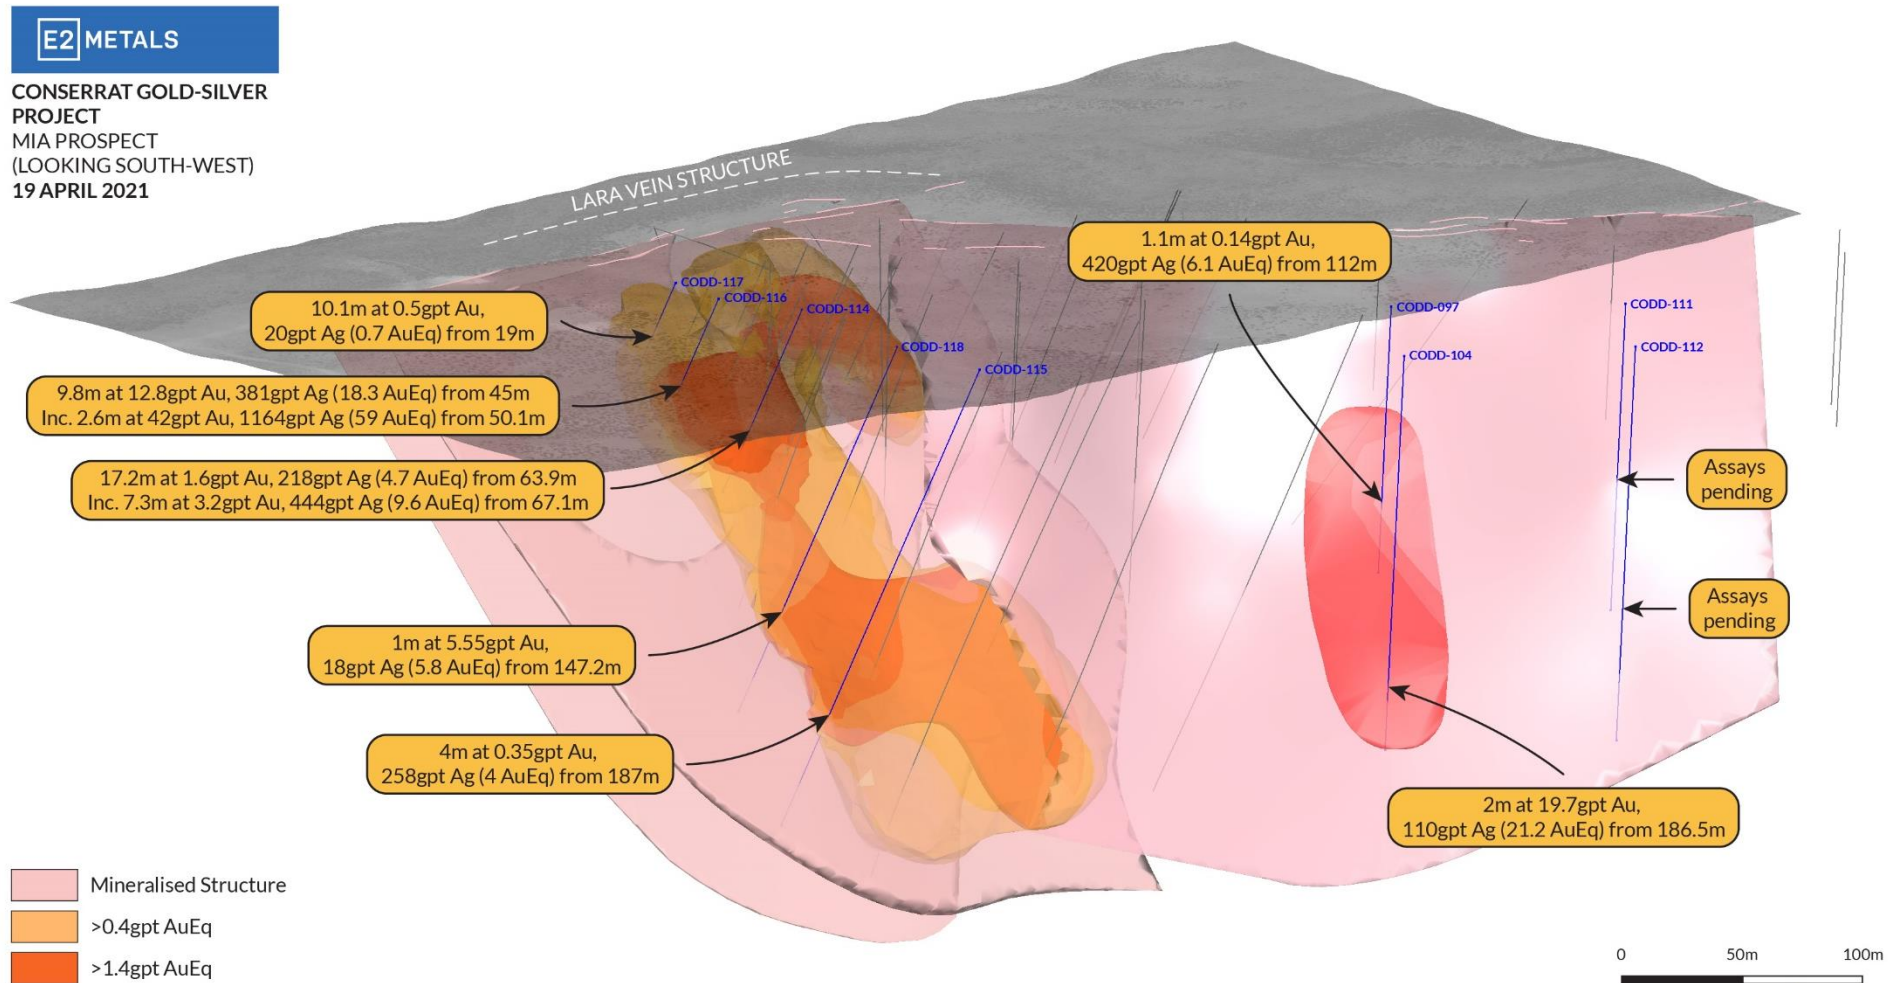 E2 METALS
CONSERRAT GOLD-SILVER
PROJECT
MIA PROSPECT
(LOOKING SOUTH-WEST)
19 APRIL 2021
LARA VEIN STRUCTURE
1.1m at 0.14gpt Au,
420gpt Ag (6.1 AuEq) from 112m
CODD-117
CODD-116
CODD-114
CODD-118
CODD-115
CODD-097
CODD-104
CODD-111
CODD-112
10.1m at 0.5gpt Au,
20gpt Ag (0.7 AuEq) from 19m
9.8m at 12.8gpt Au, 381gpt Ag (18.3 AuEq) from 45m
Inc. 2.6m at 42gpt Au, 1164gpt Ag (59 AuEq) from 50.1m
17.2m at 1.6gpt Au, 218gpt Ag (4.7 AuEq) from 63.9m
Inc. 7.3m at 3.2gpt Au, 444gpt Ag (9.6 AuEq) from 67.1m
Assays
pending
Assays
pending
1m at 5.55gpt Au,
18gpt Ag (5.8 AuEq) from 147.2m
4m at 0.35gpt Au,
258gpt Ag (4 AuEq) from 187m
2m at 19.7gpt Au,
110gpt Ag (21.2 AuEq) from 186.5m
Mineralised Structure
>0.4gpt AuEq
>1.4gpt AuEq
0 50m 100m